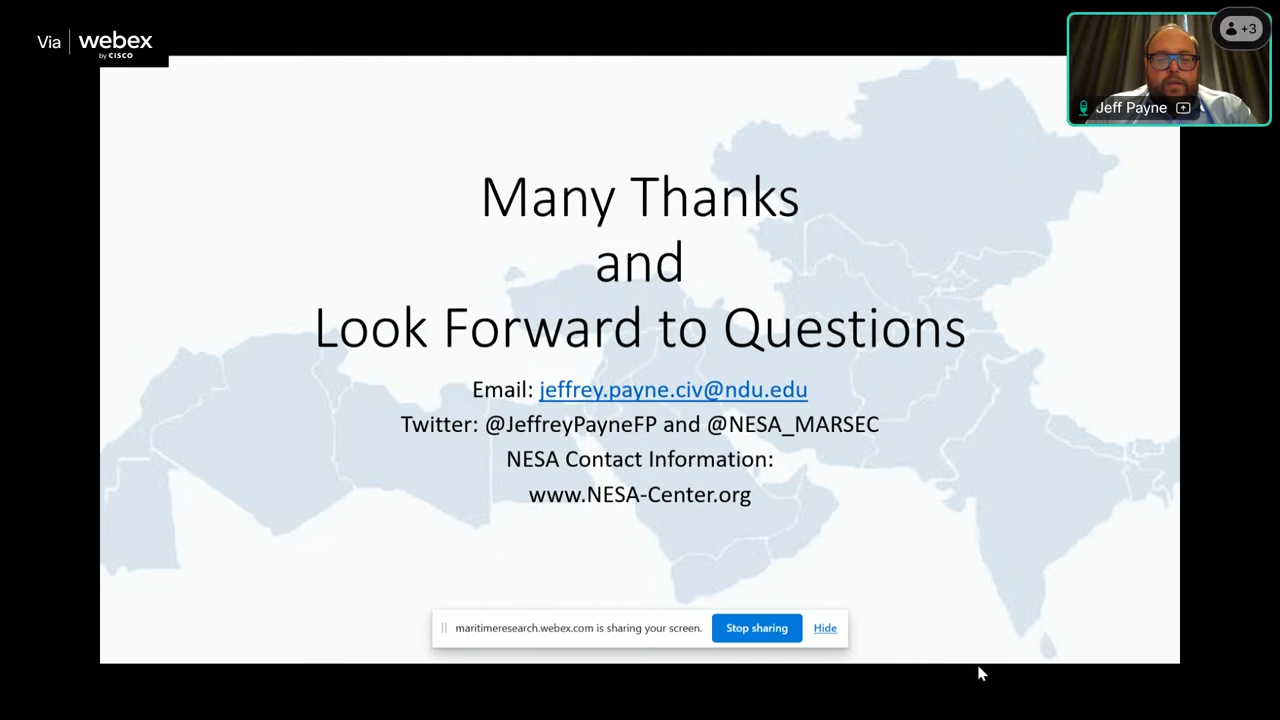 Via webex
by CISCO
+3
Jeff Payne
Many Thanks
and
Look Forward to Questions
Email: jeffrey.payne.civ@ndu.edu
Twitter: @JeffreyPayneFP and @NESA_MARSEC
NESA Contact Information:
www.NESA-Center.org
maritimeresearch.webex.com is sharing your screen. Stop sharing Hide